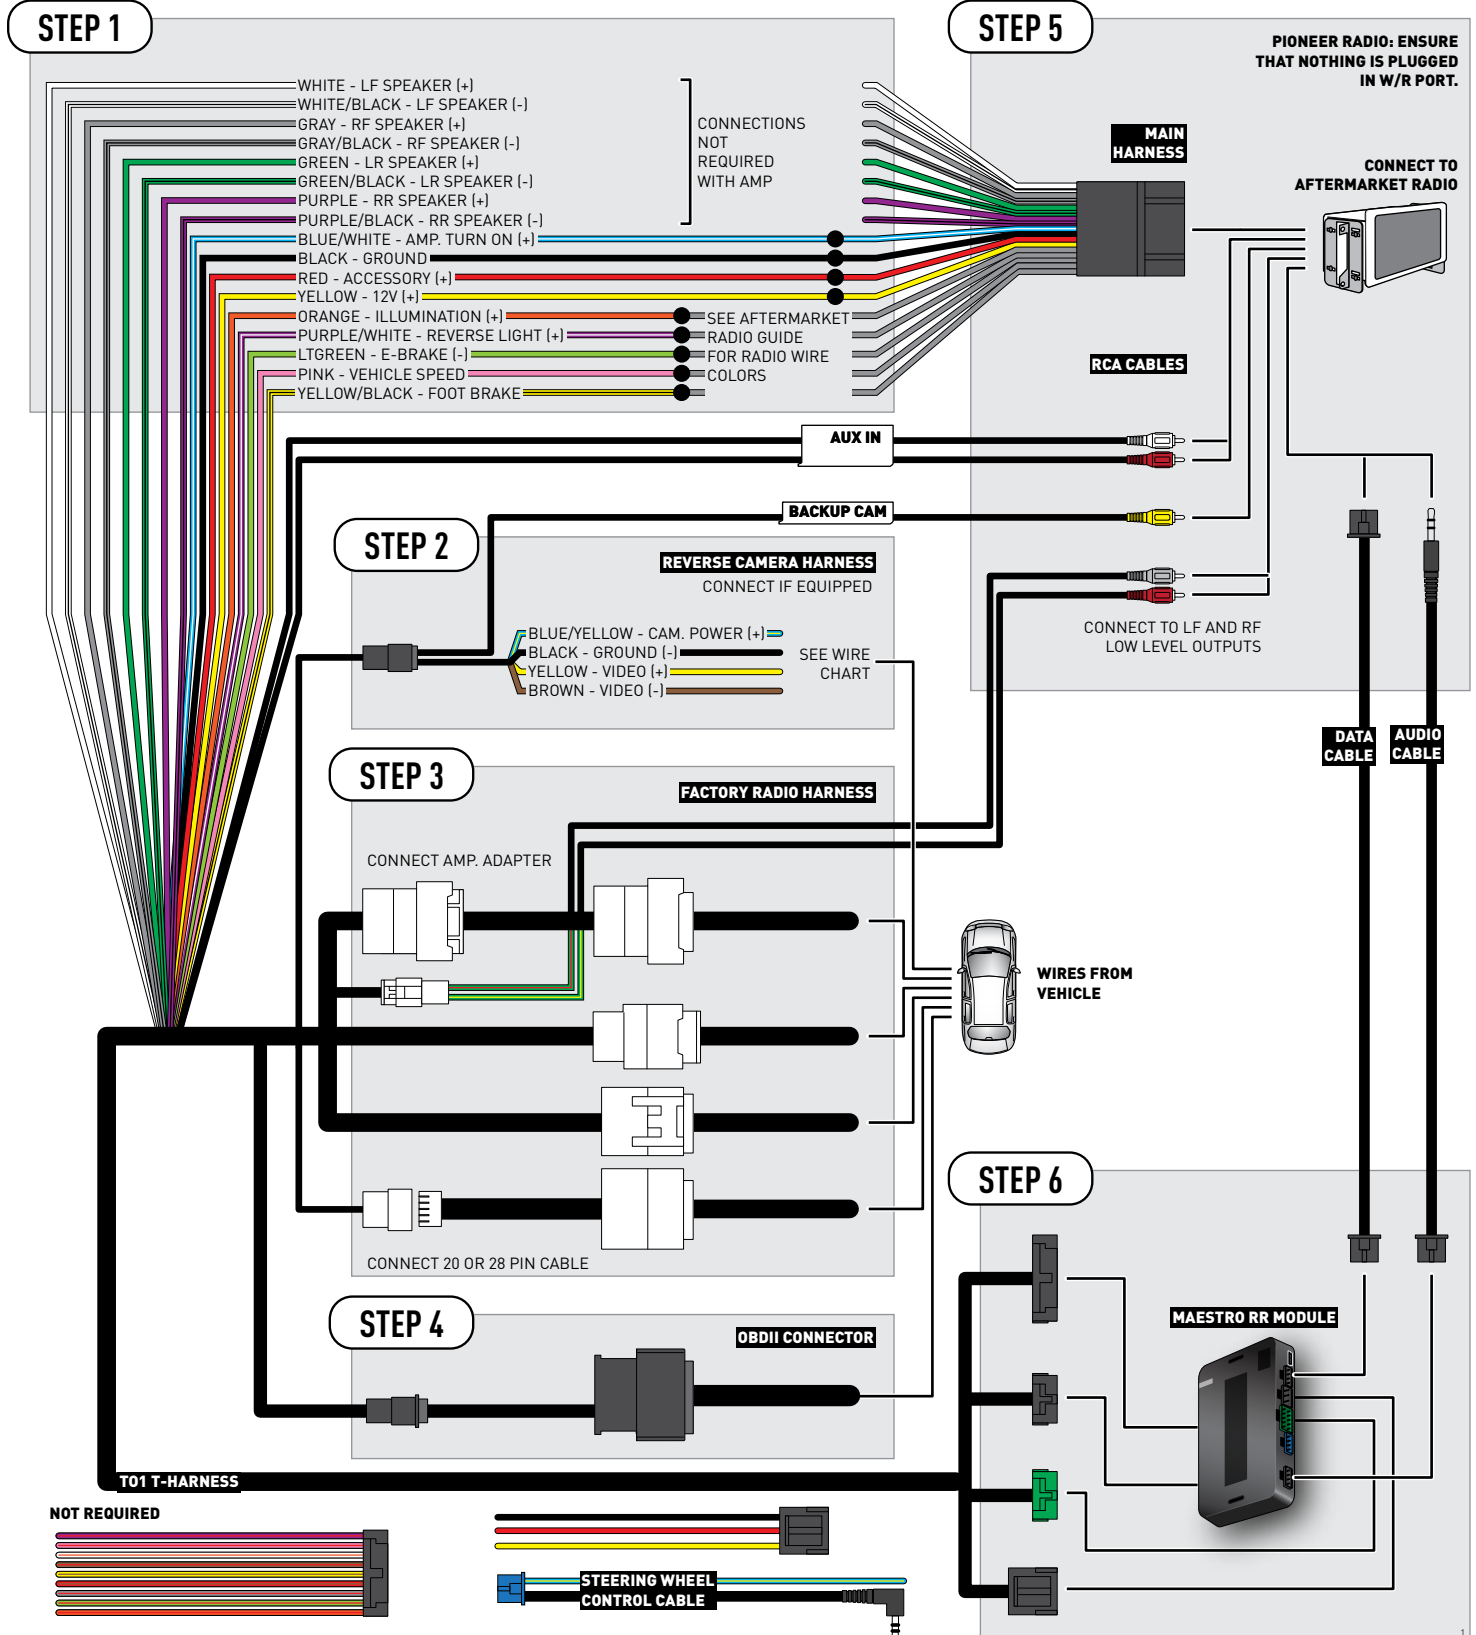 STEP 1
WHITE - LF SPEAKER (+)
WHITE/BLACK - LF SPEAKER (-)
GRAY - RF SPEAKER (+)
GRAY/BLACK - RF SPEAKER (-)
GREEN - LR SPEAKER (+)
GREEN/BLACK - LR SPEAKER (-)
PURPLE - RR SPEAKER (+)
PURPLE/BLACK - RR SPEAKER (-)
BLUE/WHITE - AMP. TURN ON (+)
BLACK - GROUND
RED - ACCESSORY (+)
YELLOW - 12V (+)
ORANGE - ILLUMINATION (+)
PURPLE/WHITE - REVERSE LIGHT (+)
LTGREEN - E-BRAKE (-)
PINK - VEHICLE SPEED
YELLOW/BLACK - FOOT BRAKE
CONNECTIONS
NOT
REQUIRED
WITH AMP
SEE AFTERMARKET
RADIO GUIDE
FOR RADIO WIRE
COLORS
STEP 5
PIONEER RADIO: ENSURE
THAT NOTHING IS PLUGGED
IN W/R PORT.
MAIN
HARNESS
CONNECT TO
AFTERMARKET RADIO
RCA CABLES
AUX IN
BACKUP CAM
CONNECT TO LF AND RF
LOW LEVEL OUTPUTS
DATA
CABLE
AUDIO
CABLE
STEP 2
REVERSE CAMERA HARNESS
CONNECT IF EQUIPPED
BLUE/YELLOW - CAM. POWER (+)
BLACK - GROUND (-)
YELLOW - VIDEO (+)
BROWN - VIDEO (-)
SEE WIRE
CHART
STEP 3
FACTORY RADIO HARNESS
CONNECT AMP. ADAPTER
WIRES FROM
VEHICLE
CONNECT 20 OR 28 PIN CABLE
STEP 4
OBDII CONNECTOR
STEP 6
MAESTRO RR MODULE
T01 T-HARNESS
NOT REQUIRED
STEERING WHEEL
CONTROL CABLE
1